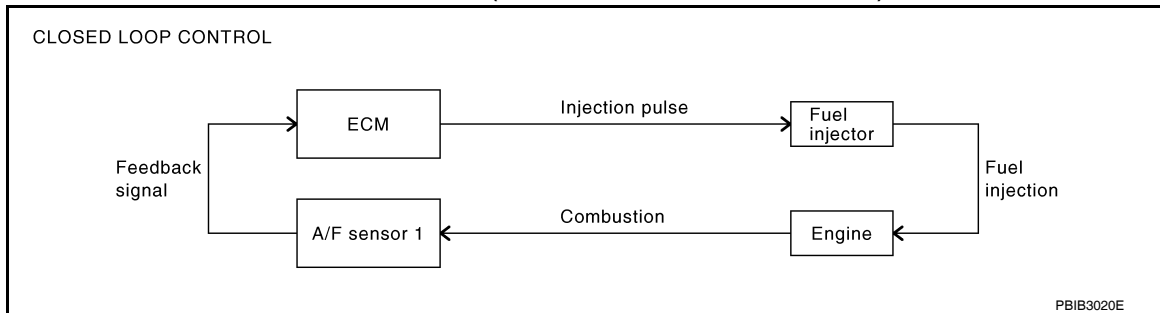 CLOSED LOOP CONTROL
ECM
Injection pulse
Fuel
injector
Feedback
signal
Fuel
injection
A/F sensor 1
Combustion
Engine
PBIB3020E